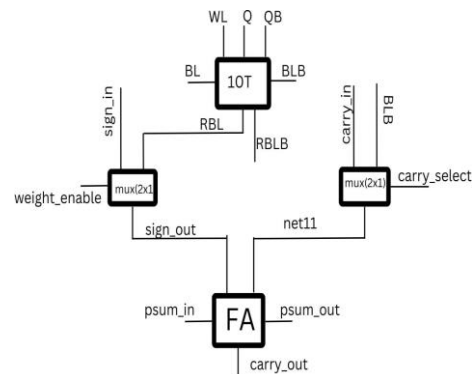 WL Q QB
BL 10T BLB
sign_in
RBL
RBLB
carry_in
BLB
mux(2x1
weight_enable
mux(2x1)
carry_select
sign_out
net11
psum_in FA psum_out
carry_out